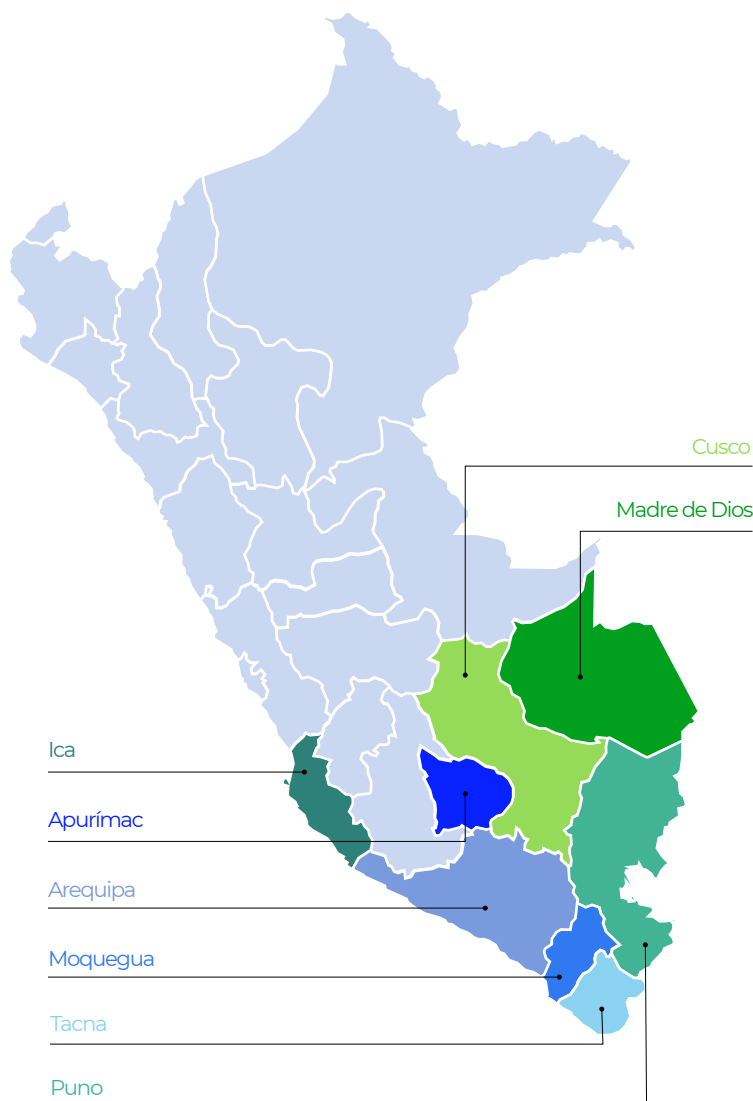 Cusco
Madre de Dios
Ica
Apurímac
Arequipa
Moquegua
Tacna
Puno